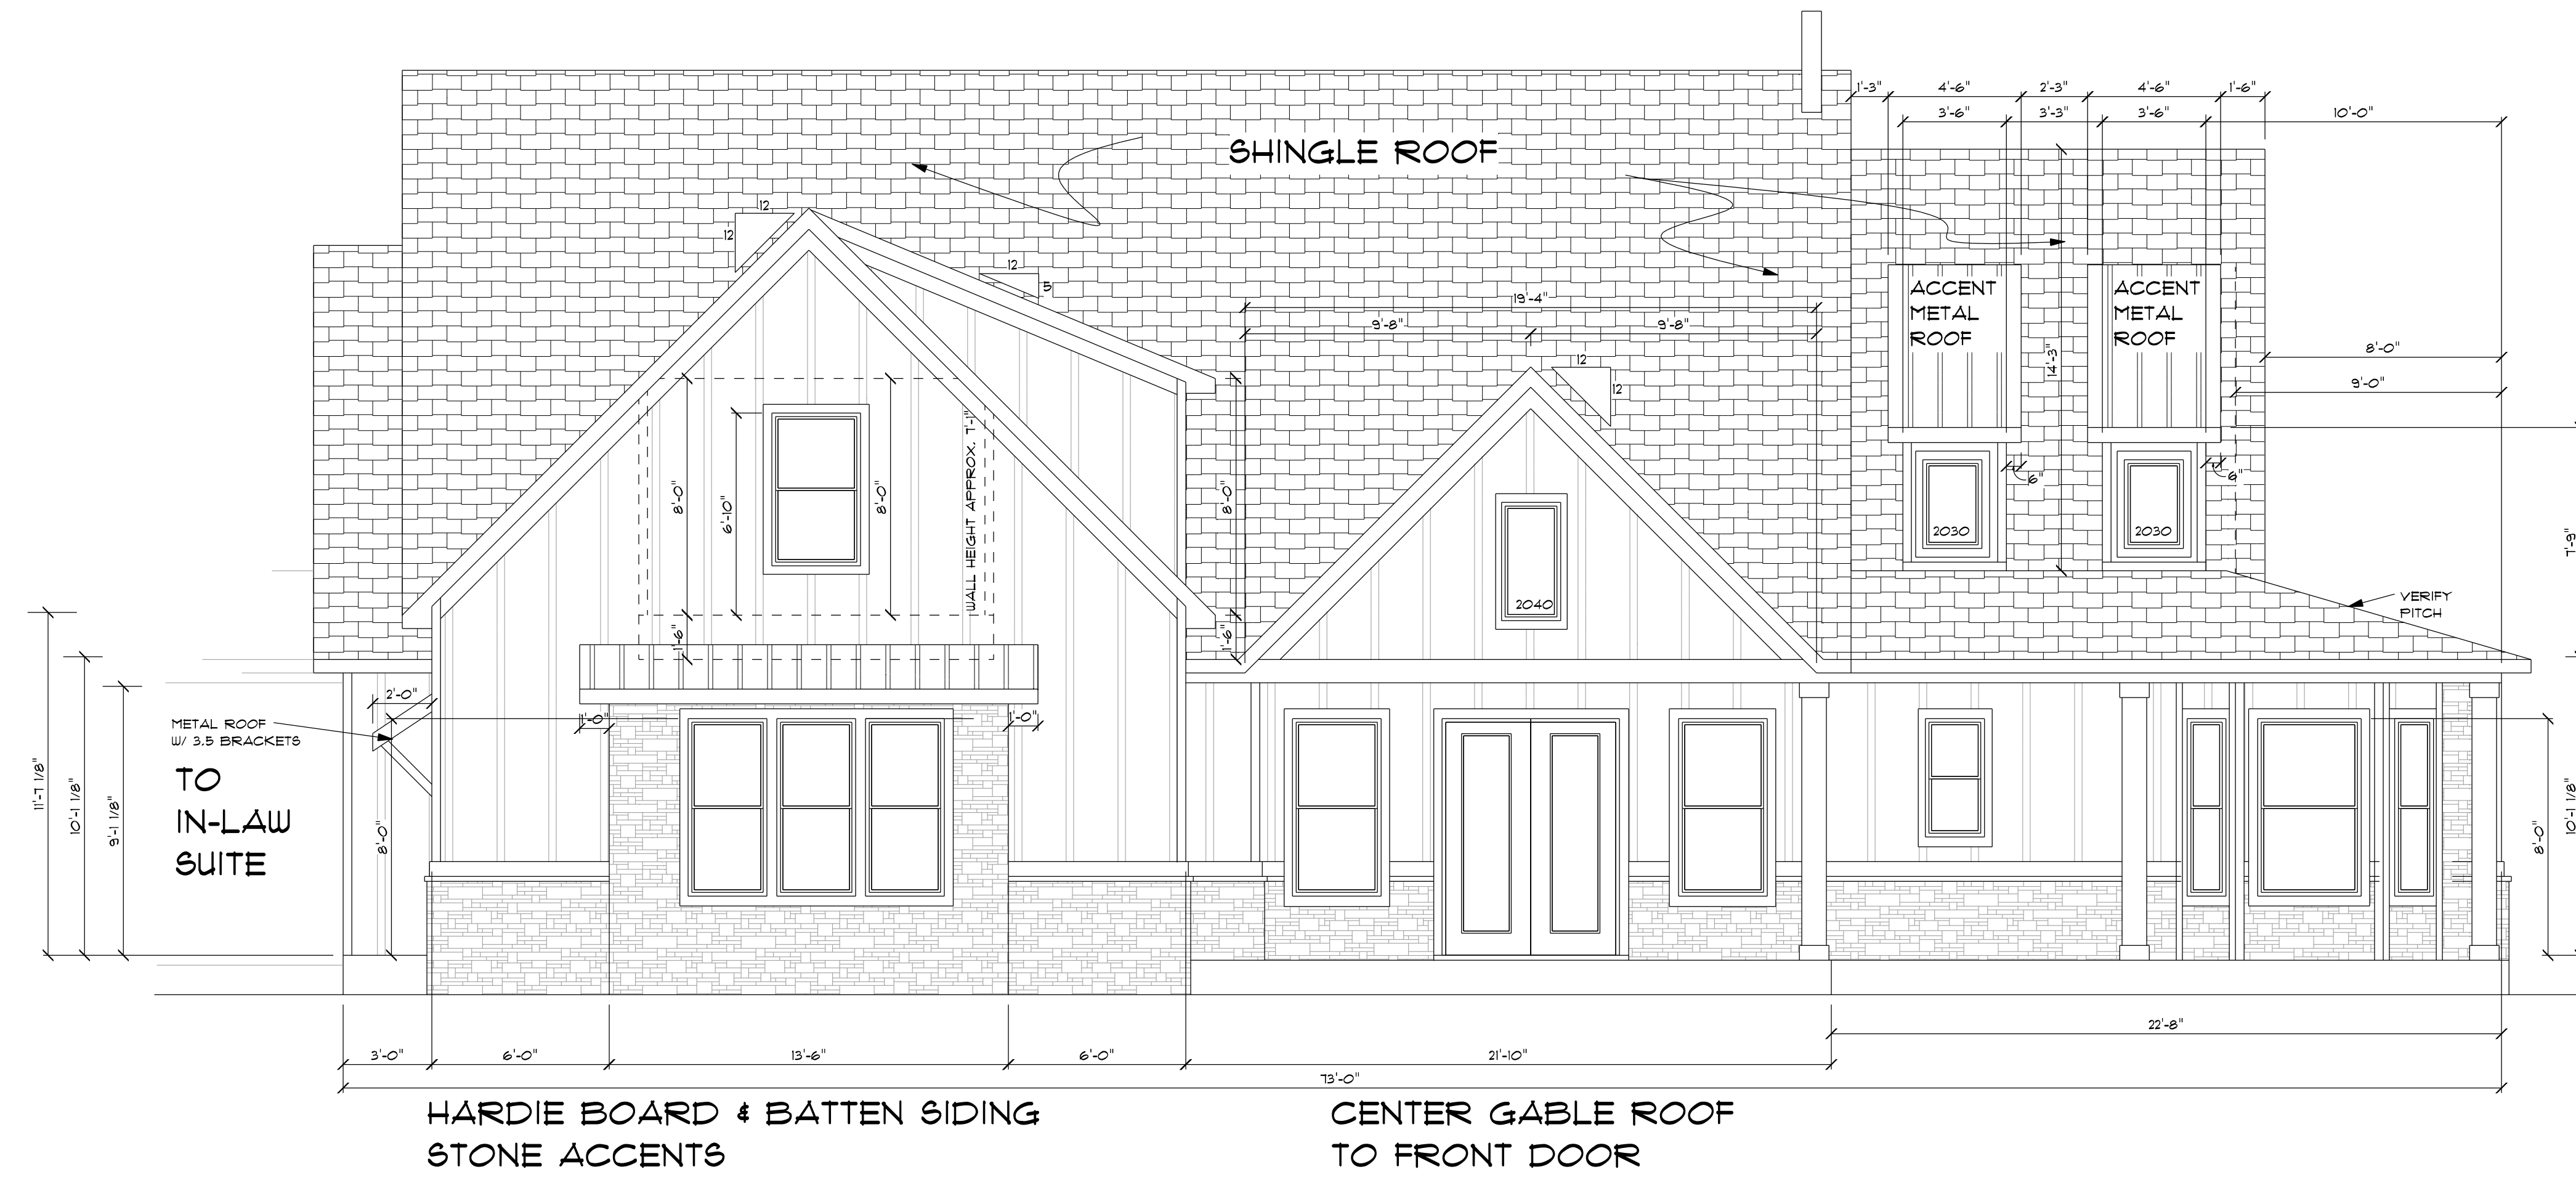 1'-3" 4'-6" 2'-3" 4'-6" 1'-6"
3'-6" 3'-3" 3'-6" 10'-0"
SHINGLE ROOF
12
12
12
5
19'-4"
9'-8" 9'-8"
12
12
ACCENT
METAL
ROOF
ACCENT
METAL
ROOF
14'-3"
8'-0"
9'-0"
8'-0"
6'-10"
8'-0"
WALL HEIGHT APPROX. 7'-1"
8'-0"
6"
6"
2030
2030
7'-9"
2040
VERIFY
PITCH
1'-6"
1'-6"
2'-0"
1'-0"
1'-0"
METAL ROOF
W/ 3.5 BRACKETS
TO
IN-LAW
SUITE
11'-7 1/8"
10'-1 1/8"
9'-1 1/8"
8'-0"
8'-0"
10'-1 1/8"
22'-8"
3'-0" 6'-0" 13'-6" 6'-0" 21'-10"
73'-0"
HARDIE BOARD & BATTEN SIDING
STONE ACCENTS
CENTER GABLE ROOF
TO FRONT DOOR